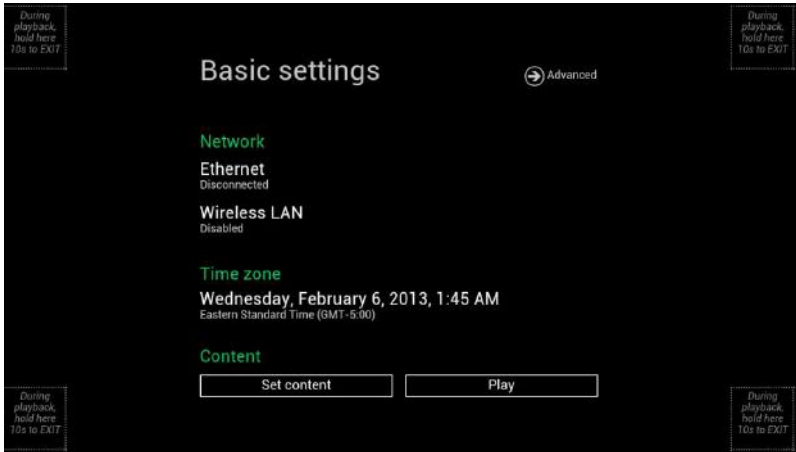 During
playback,
hold here
10s to EXIT
During
playback,
hold here
10s to EXIT
Basic settings
Advanced
Network
Ethernet
Disconnected
Wireless LAN
Disabled
Time zone
Wednesday, February 6, 2013, 1:45 AM
Eastern Standard Time (GMT-5:00)
Content
Set content
Play
During
playback,
hold here
10s to EXIT
During
playback,
hold here
10s to EXIT